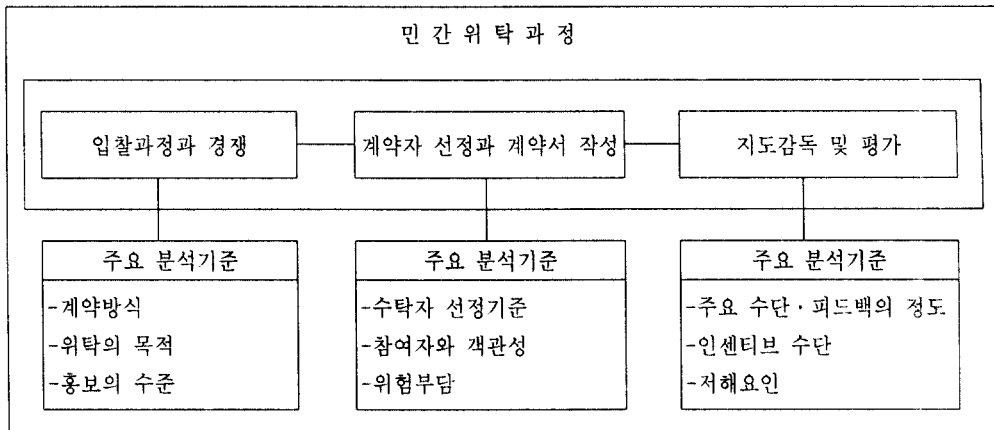 민 간 위 탁 과 정
입찰과정과 경쟁
계약자 선정과 계약서 작성
지도감독 및 평가
주요 분석기준
-계약방식
-위탁의 목적
-홍보의 수준
주요 분석기준
-수탁자 선정기준
-참여자와 객관성
-위험부담
주요 분석기준
-주요 수단·피드백의 정도
-인센티브 수단
-저해요인